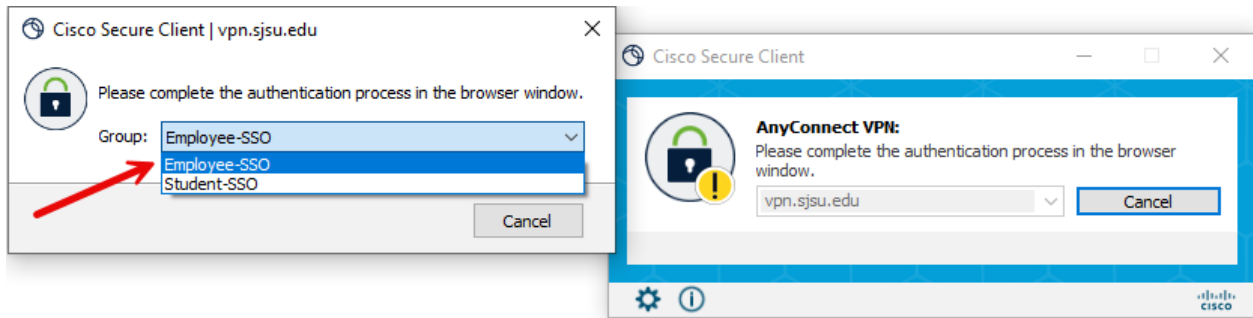 Cisco Secure Client | vpn.sjsu.edu
Please complete the authentication process in the browser window.
Group: Employee-SSO
Employee-SSO
Student-SSO
Cancel
Cisco Secure Client
AnyConnect VPN:
Please complete the authentication process in the browser
window.
vpn.sjsu.edu
Cancel
CISCO